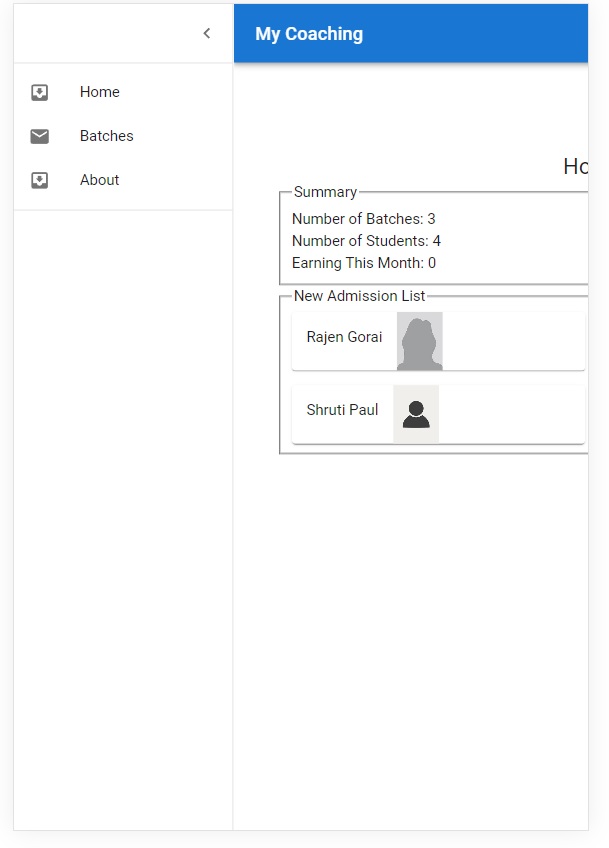 My Coaching
Home
Batches
About
Ho
Summary
Number of Batches: 3
Number of Students: 4
Earning This Month: 0
New Admission List
Rajen Gorai
Shruti Paul